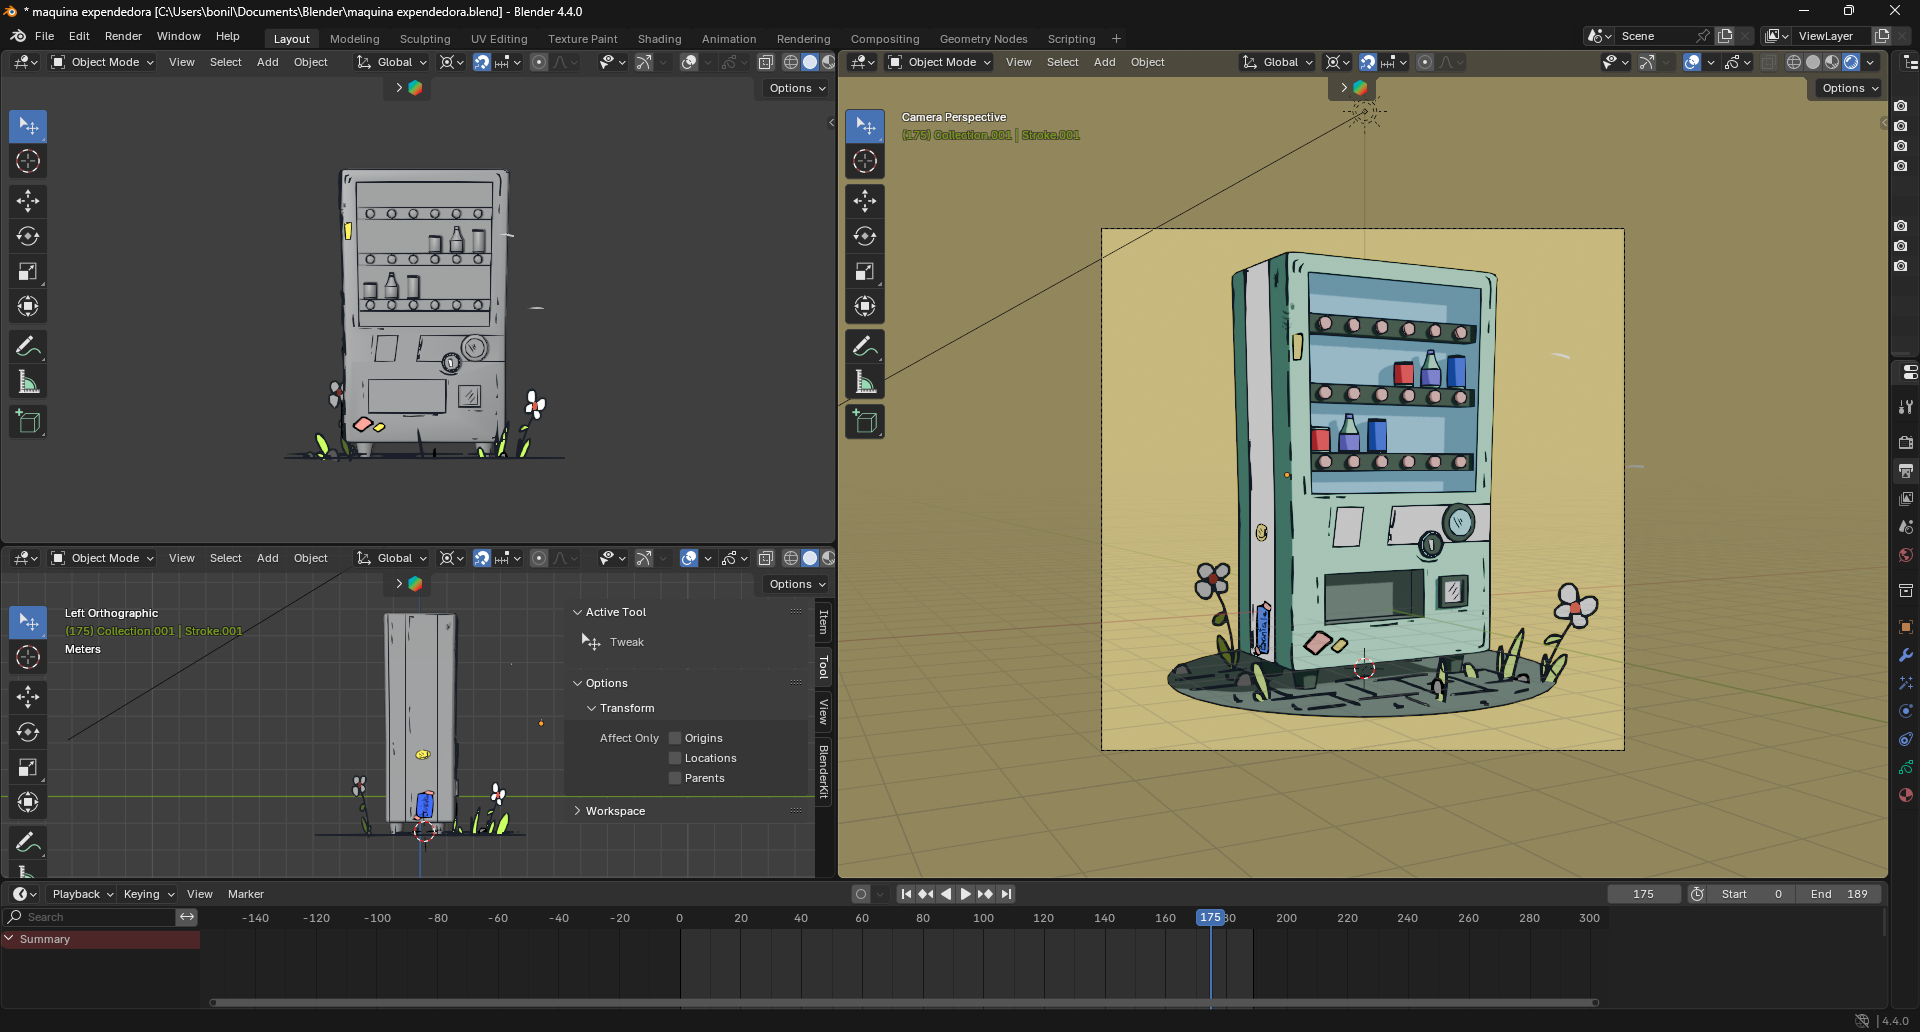 * maquina expendedora [C:\Users\bonil\Documents\Blender\maquina expendedora.blend] - Blender 4.4.0
File Edit Render Window Help Layout Modeling Sculpting UV Editing Texture Paint Shading Animation Rendering Compositing Geometry Nodes Scripting + Scene ViewLayer
Object Mode View Select Add Object Global
Options
Object Mode View Select Add Object Global
Options
Camera Perspective
(175) Collection.001 | Stroke.001
Object Mode View Select Add Object Global
Options
Left Orthographic
(175) Collection.001 | Stroke.001
Meters
Active Tool
Tweak
Options
Transform
Affect Only Origins
Locations
Parents
Workspace
Item
Tool
View
BlenderKit
Playback Keying View Marker 175 Start 0 End 189
Search
-140 -120 -100 -80 -60 -40 -20 0 20 40 60 80 100 120 140 160 175 200 220 240 260 280 300
Summary
4.4.0